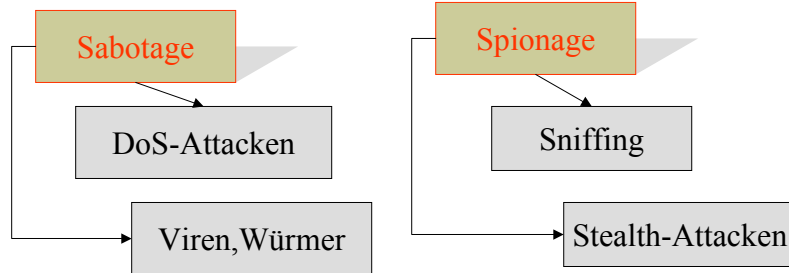 Sabotage
DoS-Attacken
Viren,Würmer
Spionage
Sniffing
Stealth-Attacken